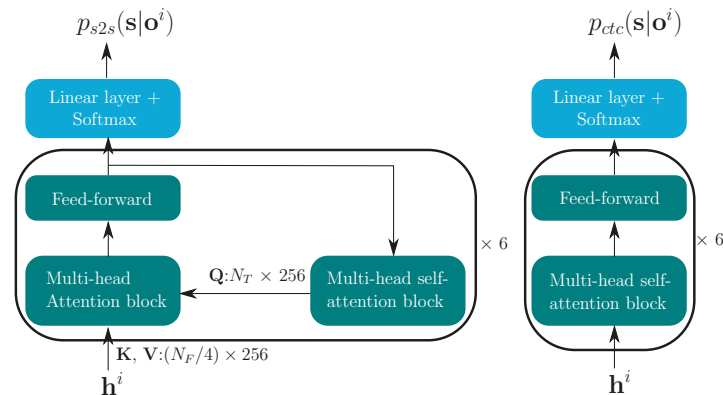 p_{s2s}(s|o^i)
Linear layer +
Softmax
Feed-forward
Multi-head
Attention block
Q:N_T × 256
Multi-head self-
attention block
× 6
K, V:(N_F/4) × 256
h^i
p_{ctc}(s|o^i)
Linear layer +
Softmax
Feed-forward
Multi-head self-
attention block
× 6
h^i